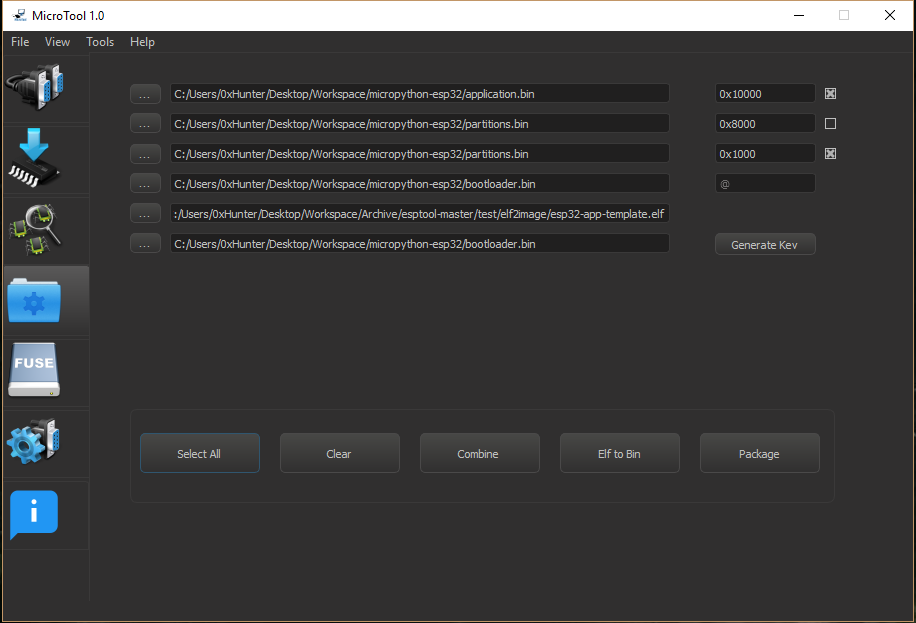 MicroTool 1.0
File View Tools Help
... C:/Users/0xHunter/Desktop/Workspace/micropython-esp32/application.bin 0x10000
... C:/Users/0xHunter/Desktop/Workspace/micropython-esp32/partitions.bin 0x8000
... C:/Users/0xHunter/Desktop/Workspace/micropython-esp32/partitions.bin 0x1000
... C:/Users/0xHunter/Desktop/Workspace/micropython-esp32/bootloader.bin @
... :/Users/0xHunter/Desktop/Workspace/Archive/esptool-master/test/elf2image/esp32-app-template.elf
... C:/Users/0xHunter/Desktop/Workspace/micropython-esp32/bootloader.bin Generate Key
FUSE
Select All Clear Combine Elf to Bin Package
i